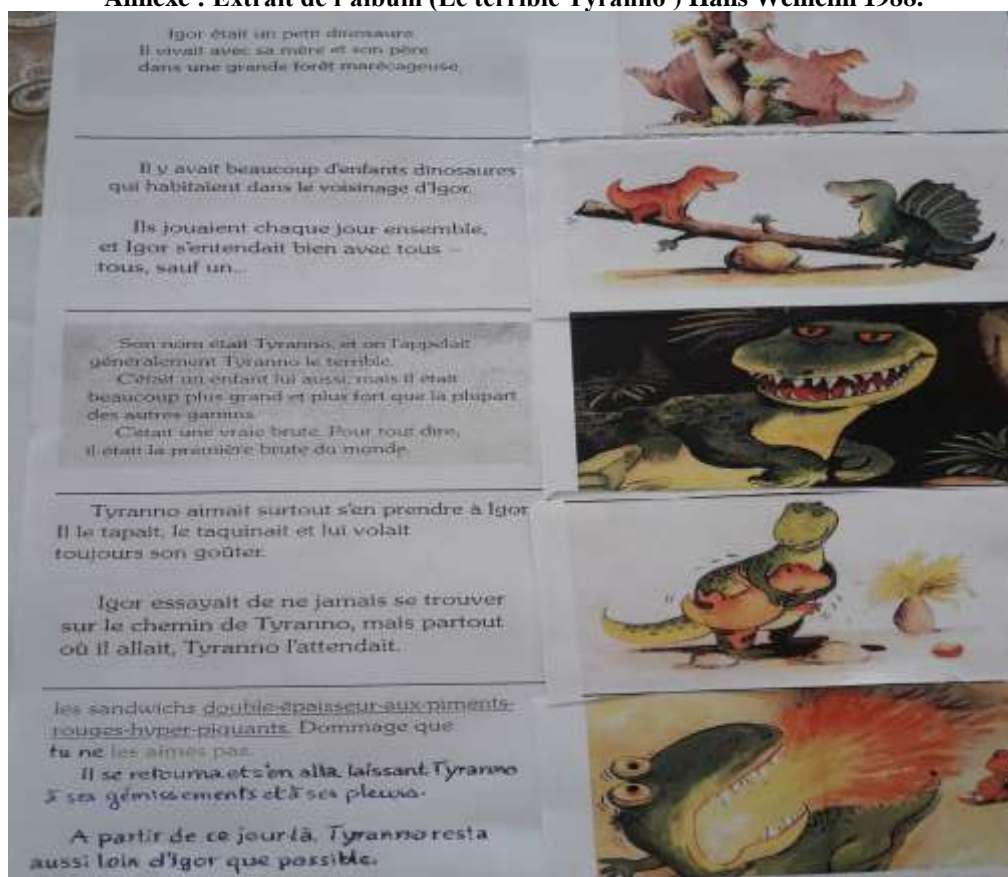 Annexe : Extrait de l'album (Le terrible Tyranno ) Hans Wemelm 1988.
Igor était un petit dinosaure
Il vivait avec sa mère et son père
dans une grande forêt marécageuse.
Il y avait beaucoup d'enfants dinosaures
qui habitaient dans le voisinage d'Igor.
Ils jouaient chaque jour ensemble,
et Igor s'entendait bien avec tous –
tous, sauf un...
Son nom était Tyranno, et on l'appelait
généralement Tyranno le terrible.
C'était un enfant lui aussi, mais il était
beaucoup plus grand et plus fort que la plupart
des autres gamins.
C'était une vraie brute. Pour tout dire,
il était la première brute du monde.
Tyranno aimait surtout s'en prendre à Igor
Il le tapait, le taquinait et lui volait
toujours son goûter.
Igor essayait de ne jamais se trouver
sur le chemin de Tyranno, mais partout
où il allait, Tyranno l'attendait.
les sandwichs double-épaisseur-aux-piments-
rouges-hyper-piquants. Dommage que
tu ne les aimes pas.
Il se retourna et s'en alla, laissant Tyranno
à ses gémissements et à ses pleurs.
A partir de ce jour-là, Tyranno resta
aussi loin d'Igor que possible.